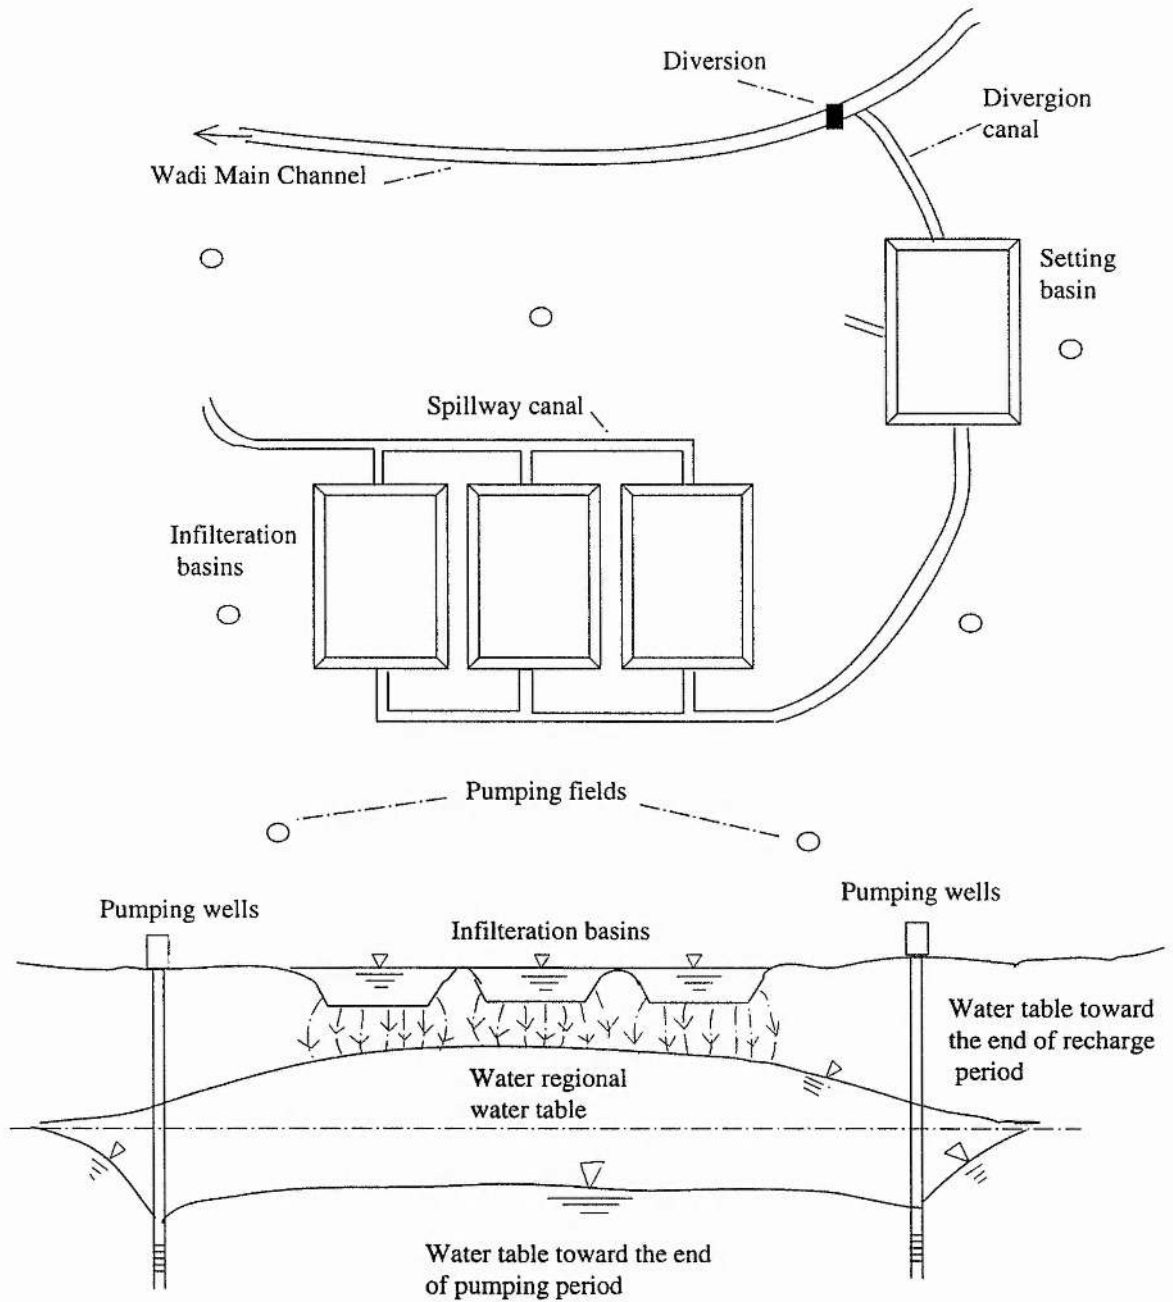 Diversion
Divergion
canal
Wadi Main Channel
Setting
basin
Spillway canal
Infilteration
basins
Pumping fields
Pumping wells
Pumping wells
Infilteration basins
Water table toward
the end of recharge
period
Water regional
water table
Water table toward the end
of pumping period